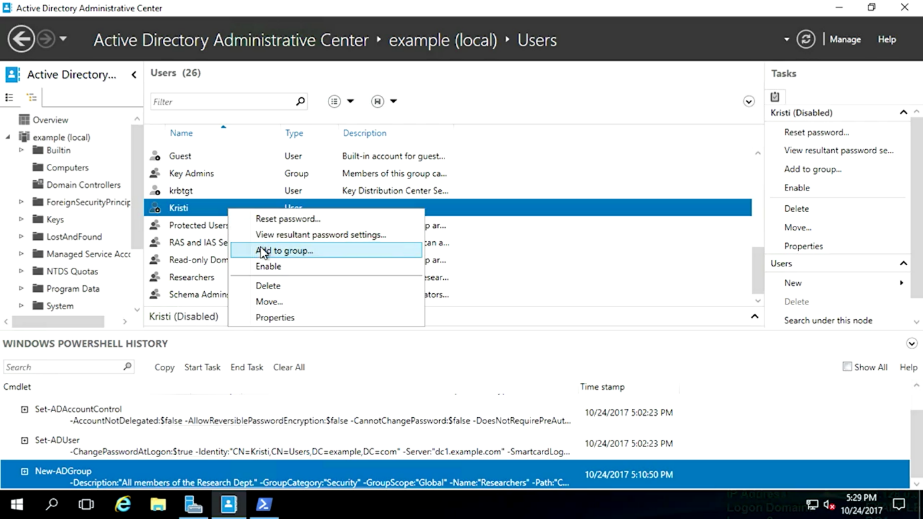 Active Directory Administrative Center
Active Directory Administrative Center ▸ example (local) ▸ Users
Manage
Help
Active Directory...
Overview
example (local)
Builtin
Computers
Domain Controllers
ForeignSecurityPrincip
Keys
LostAndFound
Managed Service Acco
NTDS Quotas
Program Data
System
Users (26)
Filter
Name Type Description
Guest User Built-in account for guest...
Key Admins Group Members of this group ca...
krbtgt User Key Distribution Center Se...
Kristi User
Protected Users
RAS and IAS Se
can a
Read-only Dom
Researchers
Schema Admin
ators...
Reset password...
View resultant password settings...
Add to group...
Enable
Delete
Move...
Properties
Kristi (Disabled)
Tasks
Kristi (Disabled)
Reset password...
View resultant password se...
Add to group...
Enable
Delete
Move...
Properties
Users
New
Delete
Search under this node
WINDOWS POWERSHELL HISTORY
Search
Copy Start Task End Task Clear All
Show All Help
Cmdlet Time stamp
Set-ADAccountControl
-AccountNotDelegated:$false -AllowReversiblePasswordEncryption:$false -CannotChangePassword:$false -DoesNotRequirePreAut...
10/24/2017 5:02:23 PM
Set-ADUser
-ChangePasswordAtLogon:$true -Identity:"CN=Kristi,CN=Users,DC=example,DC=com" -Server:"dc1.example.com" -SmartcardLog...
10/24/2017 5:02:23 PM
New-ADGroup
-Description:"All members of the Research Dept." -GroupCategory:"Security" -GroupScope:"Global" -Name:"Researchers" -Path:"C...
10/24/2017 5:10:50 PM
IP Address
Logon Domain
5:29 PM
10/24/2017